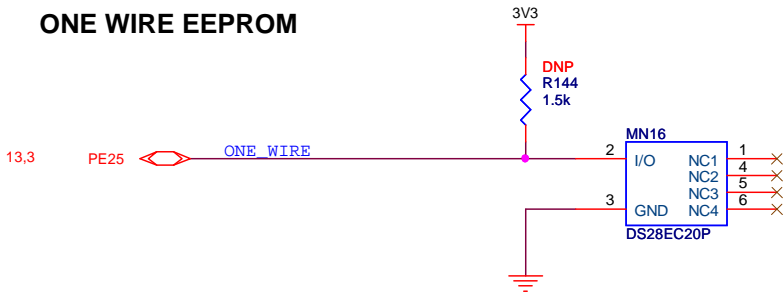 ONE WIRE EEPROM
3V3
DNP
R144
1.5k
13,3 PE25 ONE_WIRE
MN16
2 I/O NC1 1
NC2 4
NC3 5
3 GND NC4 6
DS28EC20P